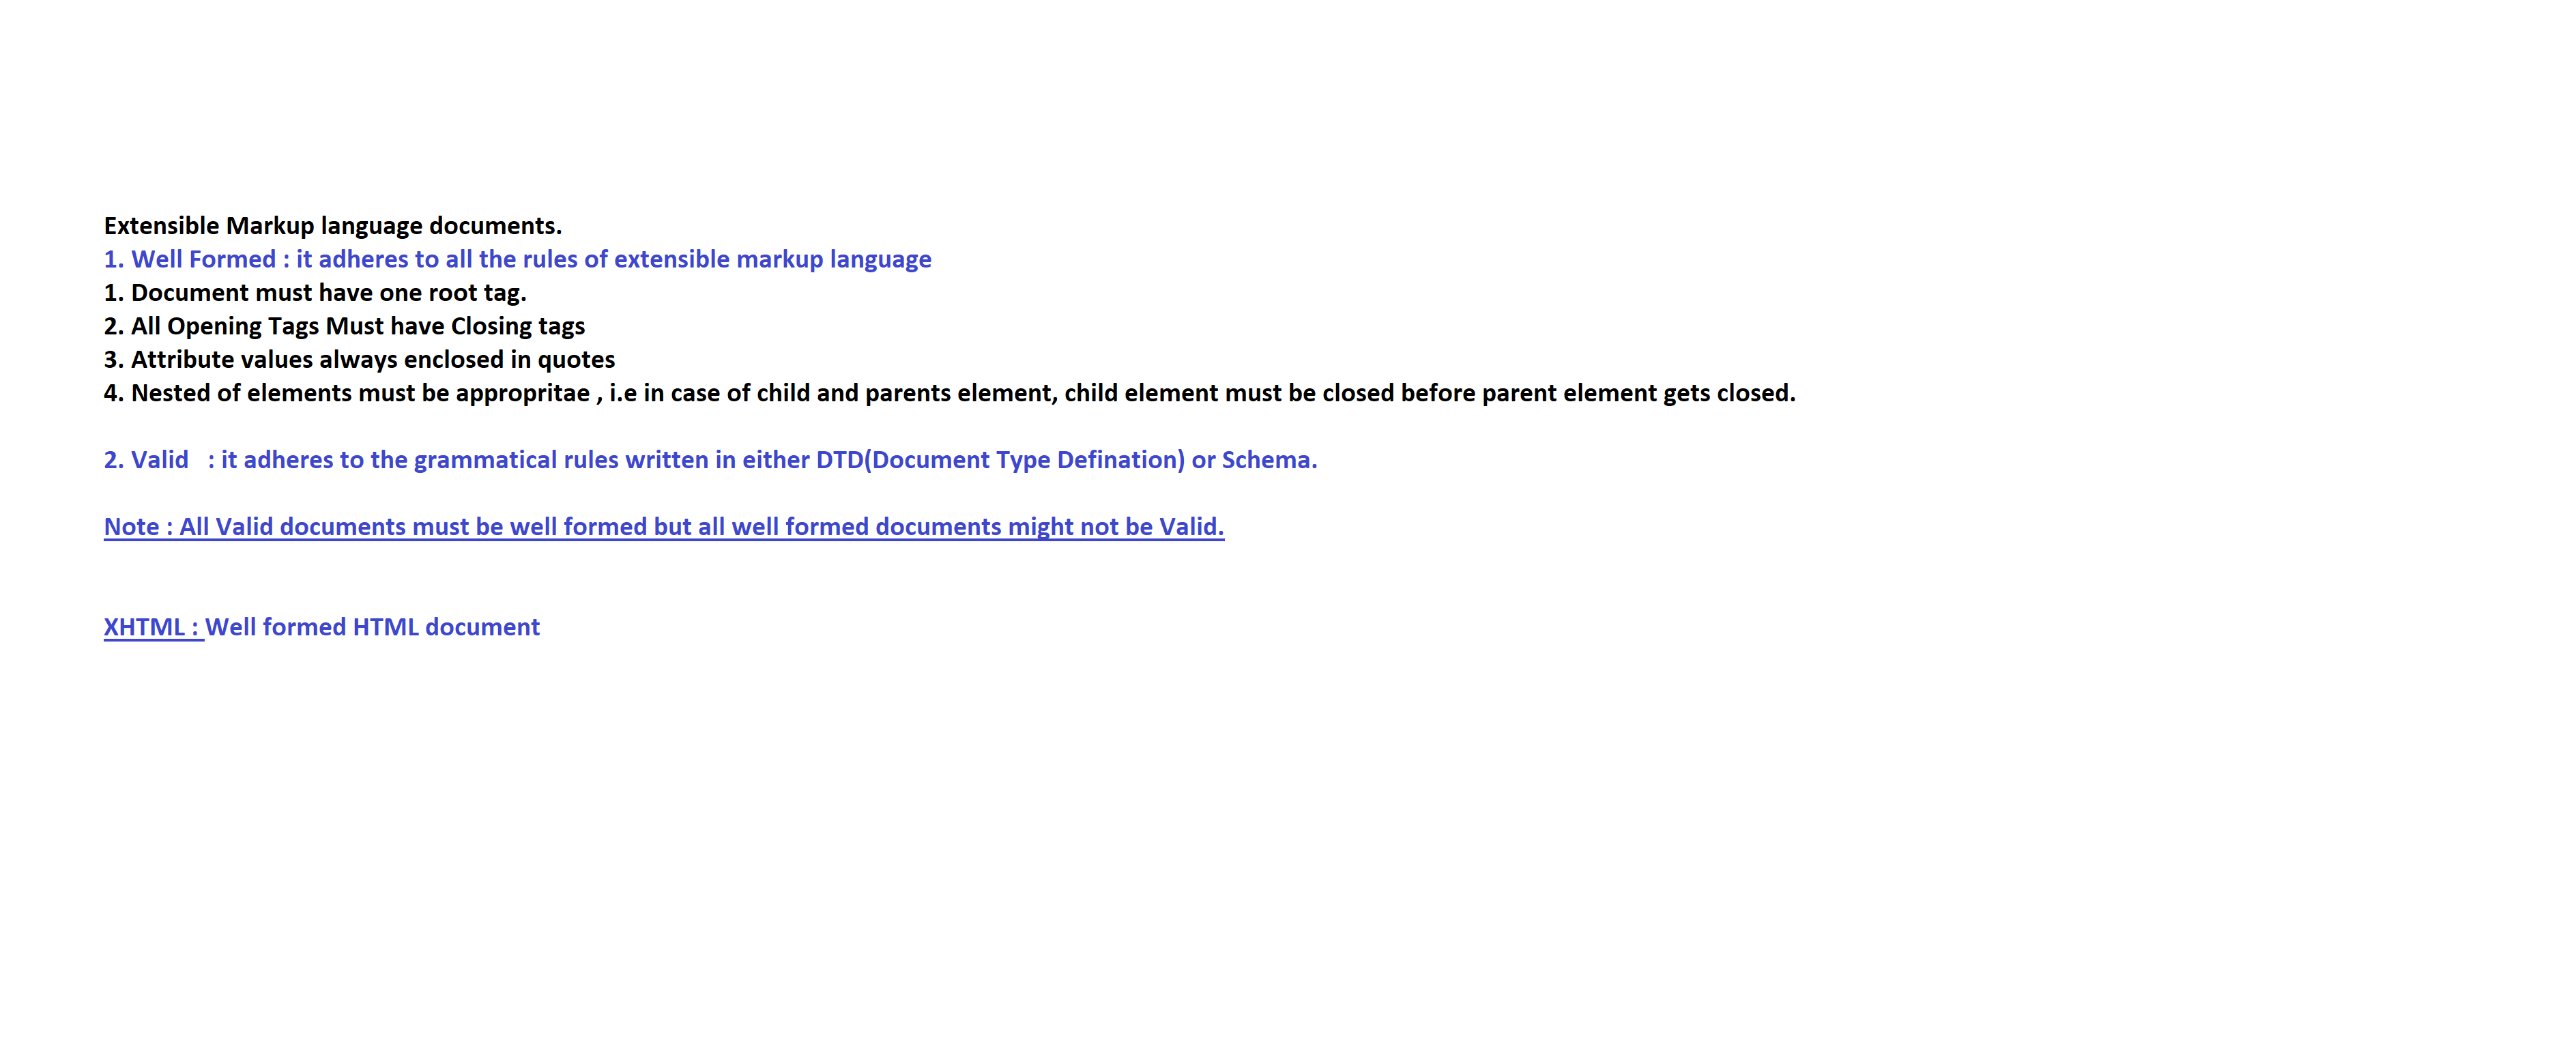 Extensible Markup language documents.
1. Well Formed : it adheres to all the rules of extensible markup language
1. Document must have one root tag.
2. All Opening Tags Must have Closing tags
3. Attribute values always enclosed in quotes
4. Nested of elements must be appropritae , i.e in case of child and parents element, child element must be closed before parent element gets closed.
2. Valid   : it adheres to the grammatical rules written in either DTD(Document Type Defination) or Schema.
Note : All Valid documents must be well formed but all well formed documents might not be Valid.
XHTML : Well formed HTML document